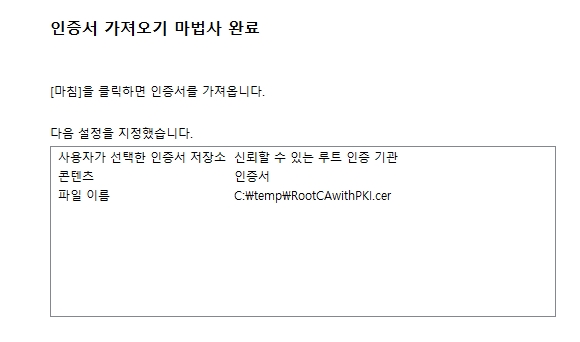 인증서 가져오기 마법사 완료
[마침]을 클릭하면 인증서를 가져옵니다.
다음 설정을 지정했습니다.
사용자가 선택한 인증서 저장소 신뢰할 수 있는 루트 인증 기관
콘텐츠 인증서
파일 이름 C:₩temp₩RootCAwithPKI.cer